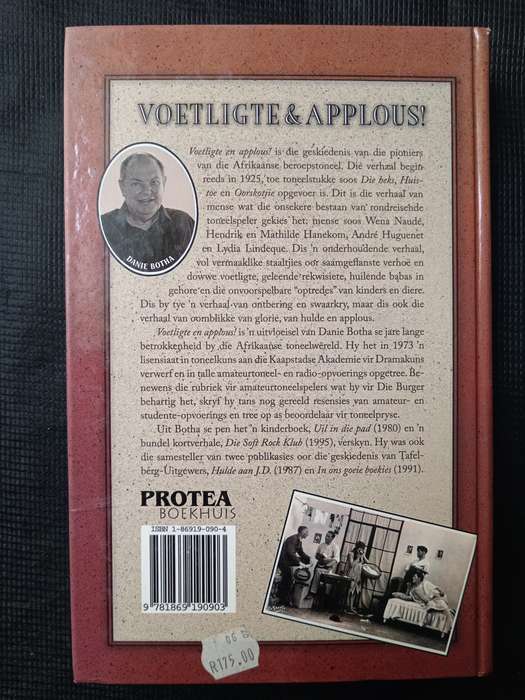 VOETLIGTE & APPLOUS!
Voetligte en applous! is die geskiedenis van die pioniers
van die Afrikaanse beroepstoneel. Dié verhaal begin
reeds in 1925, toe toneelstukke soos Die heks, Huis-
toe en Oorskotjie opgevoer is. Dit is die verhaal van
mense wat die onsekere bestaan van rondreisende
toneelspeler gekies het: mense soos Wena Naudé,
Hendrik en Mathilde Hanekom, André Huguenet
en Lydia Lindeque. Dis 'n onderhoudende verhaal,
vol vermaaklike staaltjies oor saamgeflanste verhoë en
dowwe voetligte, geleende rekwisiete, huilende babas in
gehore en die onvoorspelbare "optredes" van kinders en diere.
Dis by tye 'n verhaal van ontbering en swaarkry, maar dis ook die
verhaal van oomblikke van glorie, van hulde en applous.
Voetligte en applous! is 'n uitvloeisel van Danie Botha se jare lange
betrokkenheid by die Afrikaanse toneelwêreld. Hy het in 1973 'n
lisensiaat in toneelkuns aan die Kaapstadse Akademie vir Dramakuns
verwerf en in talle amateurtoneel- en radio-opvoerings opgetree. Be-
newens die rubriek vir amateurtoneelspelers wat hy vir Die Burger
behartig het, skryf hy tans nog gereeld resensies van amateur- en
studente-opvoerings en tree op as beoordelaar vir toneelpryse.
Uit Botha se pen het 'n kinderboek, Uil in die pad (1980) en 'n
bundel kortverhale, Die Soft Rock Klub (1995), verskyn. Hy was ook
die samesteller van twee publikasies oor die geskiedenis van Tafel-
berg-Uitgewers, Hulde aan J.D. (1987) en In ons goeie boekies (1991).
DANIE BOTHA
PROTEA
BOEKHUIS
ISBN 1-86919-090-4
9 781869 190903
06
R175.00